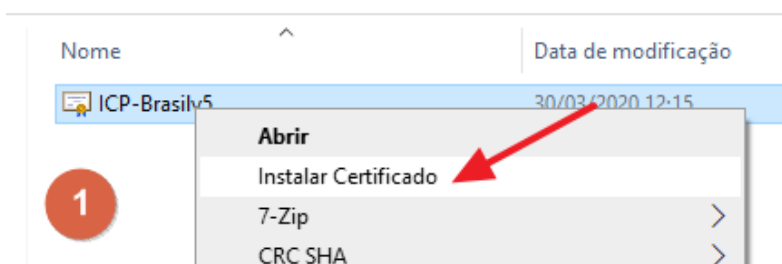 Nome Data de modificação
ICP-Brasilv5 30/03/2020 12:15
Abrir
Instalar Certificado
1
7-Zip
CRC SHA